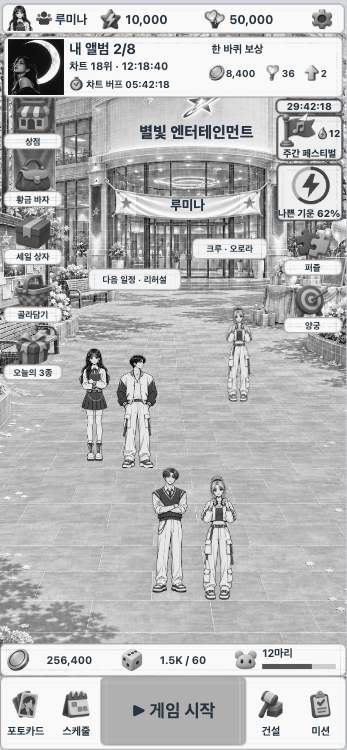 루미나
10,000
50,000
내 앨범 2/8
차트 18위 · 12:18:40
차트 버프 05:42:18
한 바퀴 보상
8,400
36
2
29:42:18
12
주간 페스티벌
나쁜 기운 62%
상점
황금 바자
세일 상자
골라담기
오늘의 3종
퍼즐
양궁
별빛 엔터테인먼트
루미나
크루 · 오로라
다음 일정 · 리허설
256,400
1.5K / 60
12마리
포토카드
스케줄
▶ 게임 시작
건설
미션